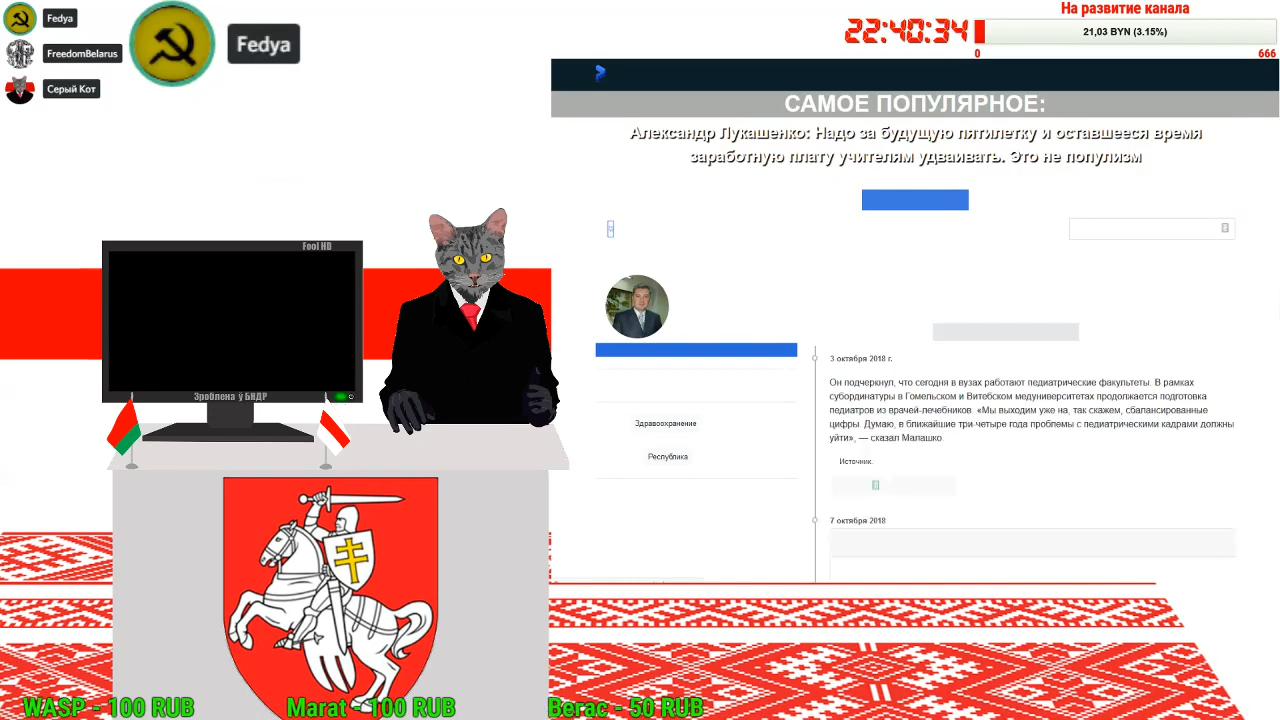 Fedya
FreedomBelarus
Серый Кот
Fedya
22:40:34
На развитие канала
21,03 BYN (3.15%)
0
666
САМОЕ ПОПУЛЯРНОЕ:
Александр Лукашенко: Надо за будущую пятилетку и оставшееся время
заработную плату учителям удваивать. Это не популизм
Fool HD
Зроблена ў БНДР
3 октября 2018 г.
Он подчеркнул, что сегодня в вузах работают педиатрические факультеты. В рамках
субординатуры в Гомельском и Витебском медуниверситетах продолжается подготовка
педиатров из врачей-лечебников. «Мы выходим уже на, так скажем, сбалансированные
цифры. Думаю, в ближайшие три-четыре года проблемы с педиатрическими кадрами должны
уйти», — сказал Малашко
Источник.
Здравоохранение
Республика
7 октября 2018
WASP - 100 RUB
Marat - 100 RUB
Berac - 50 RUB